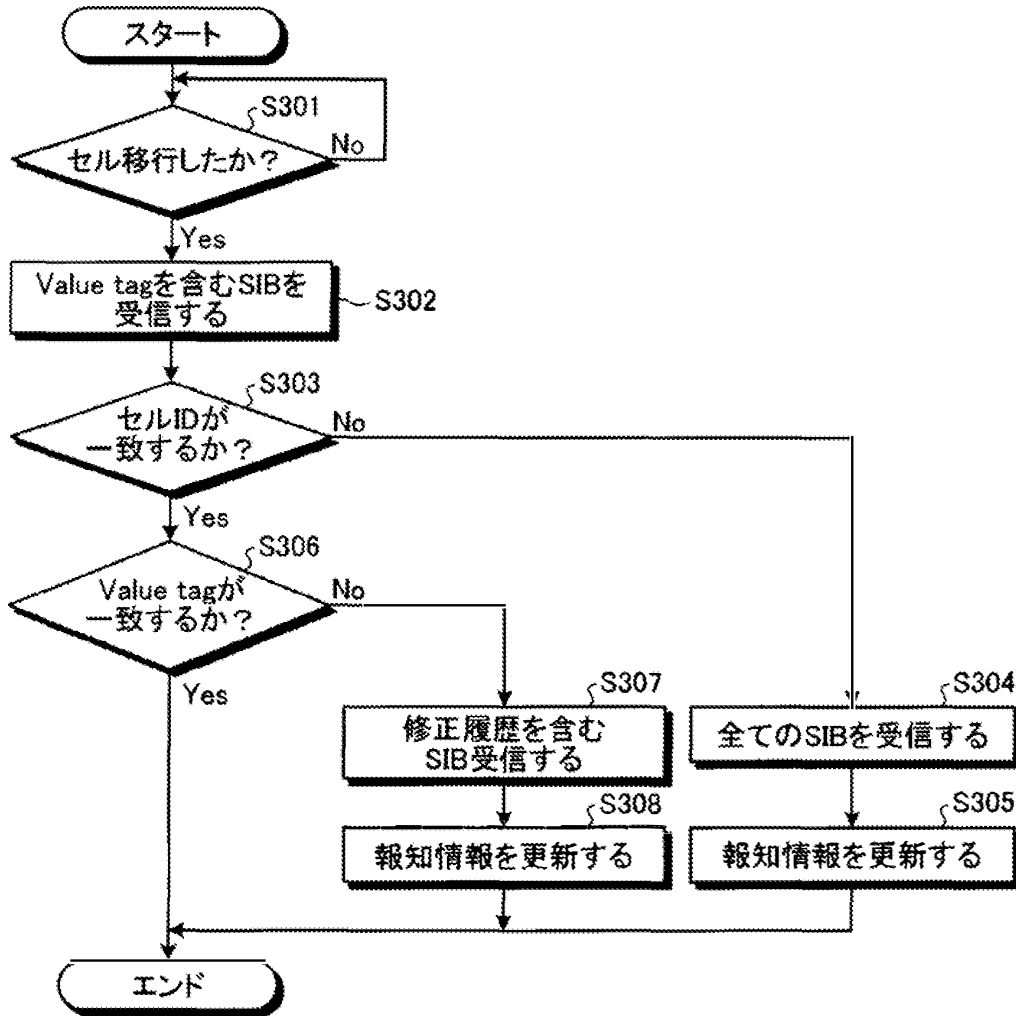 スタート
S301
セル移行したか？
No
Yes
Value tagを含むSIBを
受信する
S302
S303
セルIDが
一致するか？
No
Yes
S306
Value tagが
一致するか？
No
Yes
S307
修正履歴を含む
SIB受信する
S304
全てのSIBを受信する
S308
報知情報を更新する
S305
報知情報を更新する
エンド